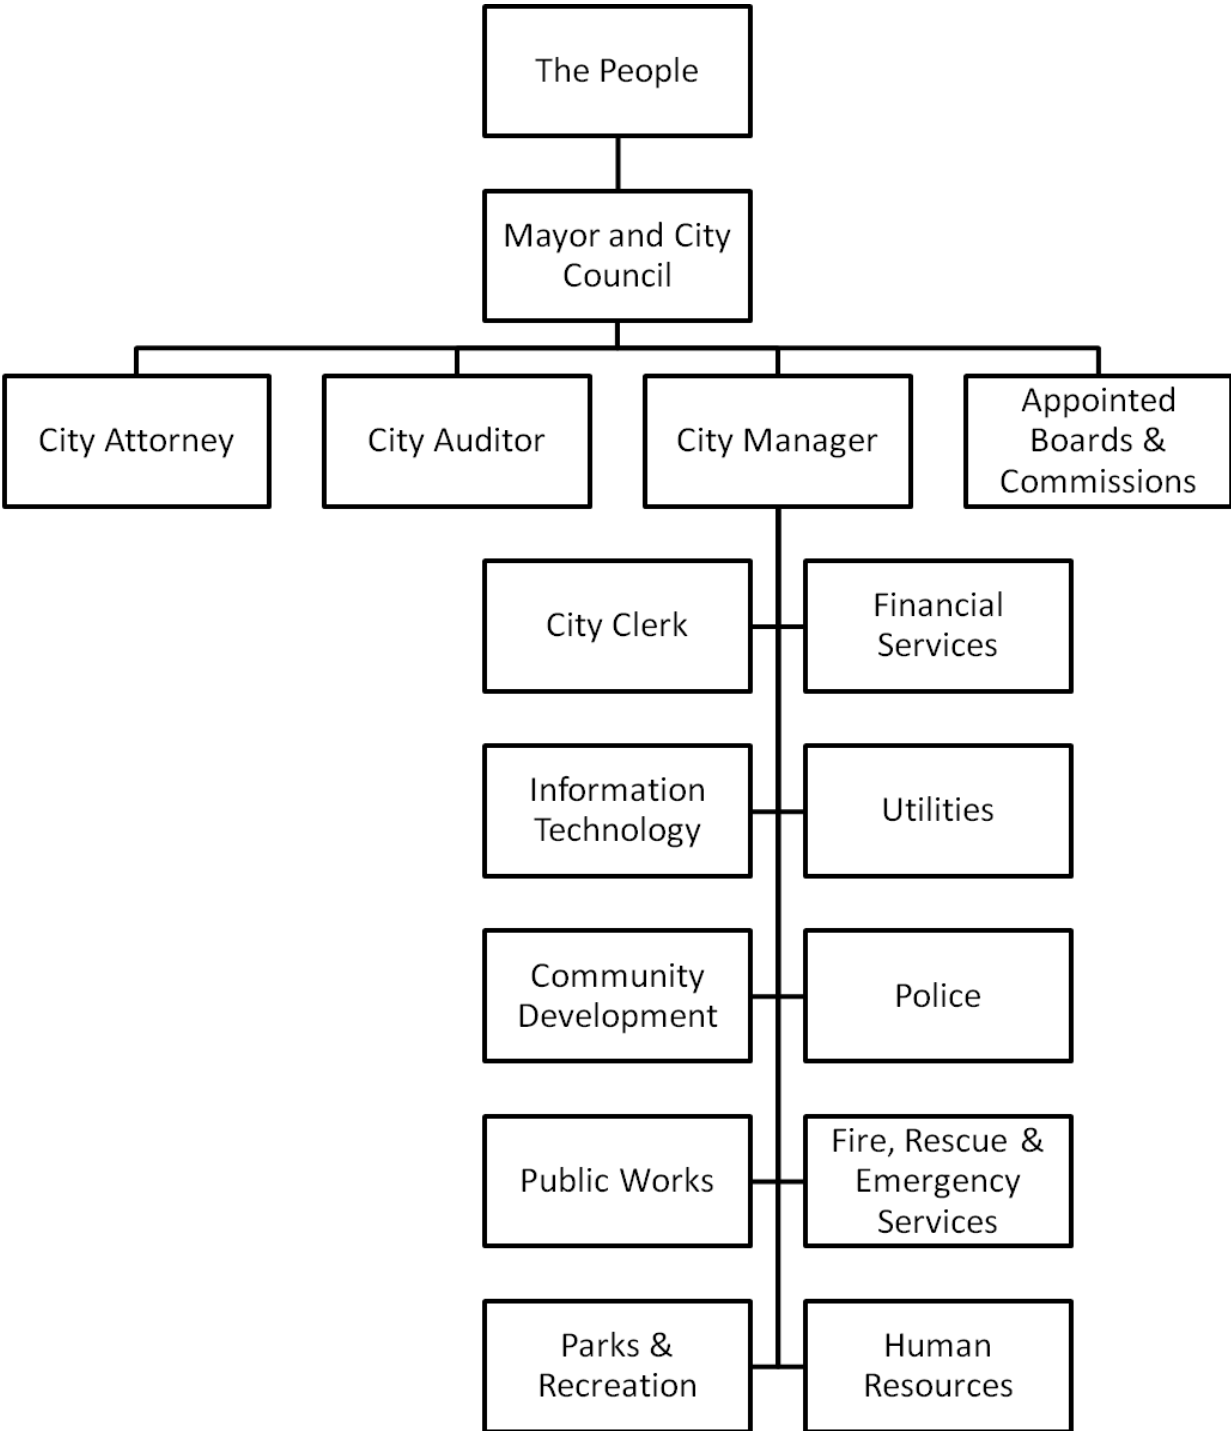 The People
Mayor and City
Council
City Attorney
City Auditor
City Manager
Appointed
Boards &
Commissions
City Clerk
Financial
Services
Information
Technology
Utilities
Community
Development
Police
Public Works
Fire, Rescue &
Emergency
Services
Parks &
Recreation
Human
Resources